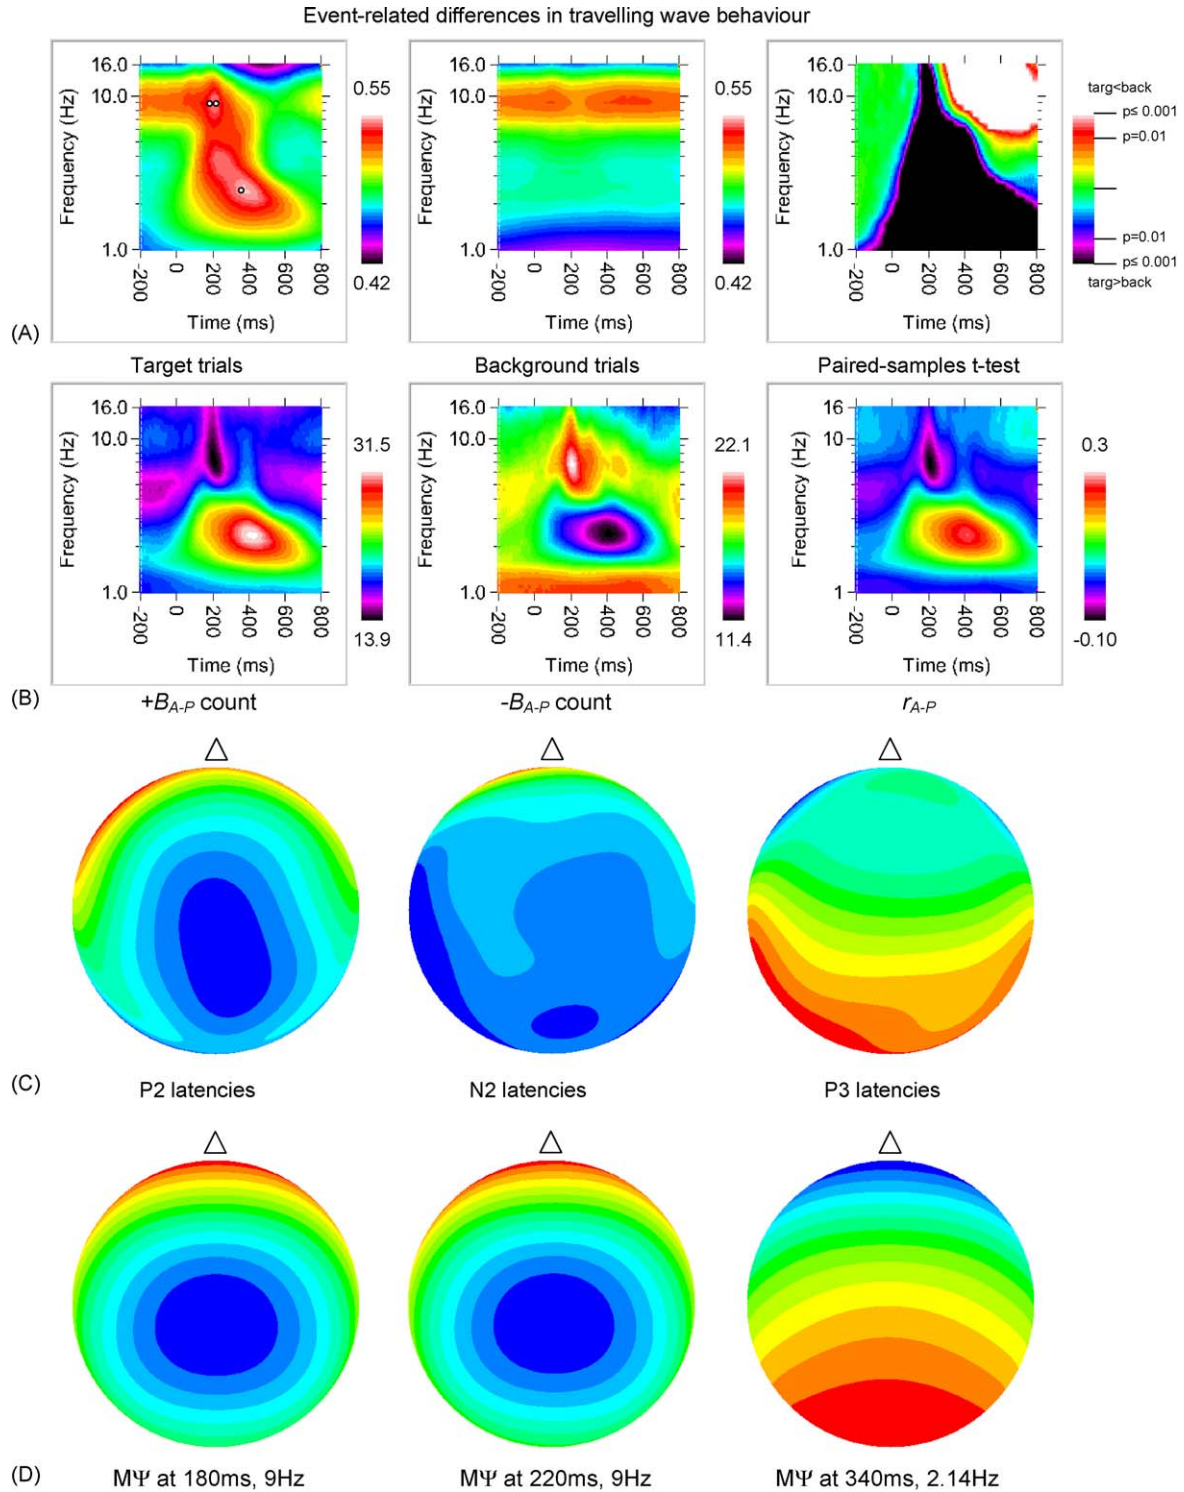 Event-related differences in travelling wave behaviour
16.0
10.0
1.0
Frequency (Hz)
-200
0
200
400
600
800
Time (ms)
0.55
0.42
16.0
10.0
1.0
Frequency (Hz)
-200
0
200
400
600
800
Time (ms)
0.55
0.42
16.0
10.0
1.0
Frequency (Hz)
-200
0
200
400
600
800
Time (ms)
targ<back
p≤ 0.001
p=0.01
p=0.01
p≤ 0.001
targ>back
(A)
Target trials
Background trials
Paired-samples t-test
16.0
10.0
1.0
Frequency (Hz)
-200
0
200
400
600
800
Time (ms)
31.5
13.9
16.0
10.0
1.0
Frequency (Hz)
-200
0
200
400
600
800
Time (ms)
22.1
11.4
16
10
1
Frequency (Hz)
-200
0
200
400
600
800
Time (ms)
0.3
-0.10
(B)
+B_A-P count
-B_A-P count
r_A-P
(C)
P2 latencies
N2 latencies
P3 latencies
(D)
MΨ at 180ms, 9Hz
MΨ at 220ms, 9Hz
MΨ at 340ms, 2.14Hz